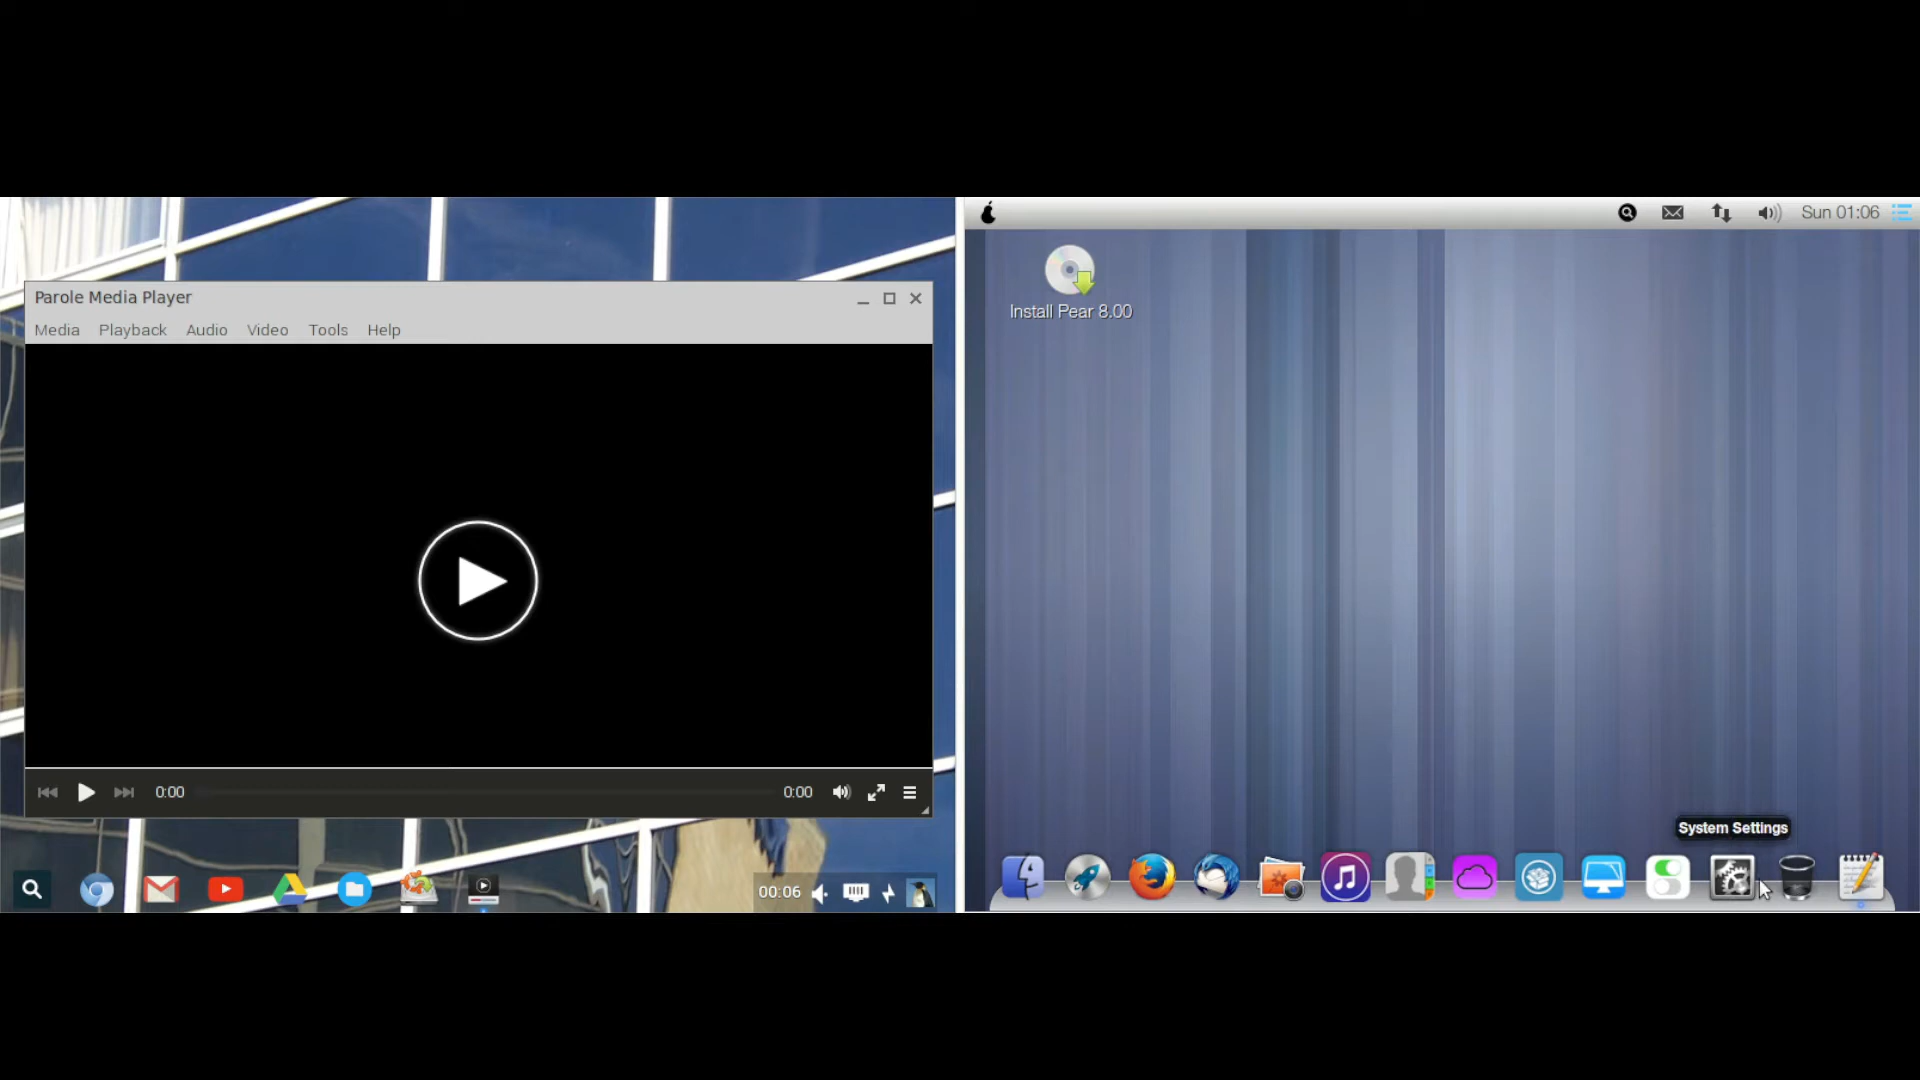 Parole Media Player
Media Playback Audio Video Tools Help
0:00 0:00
00:06
Sun 01:06
Install Pear 8.00
System Settings